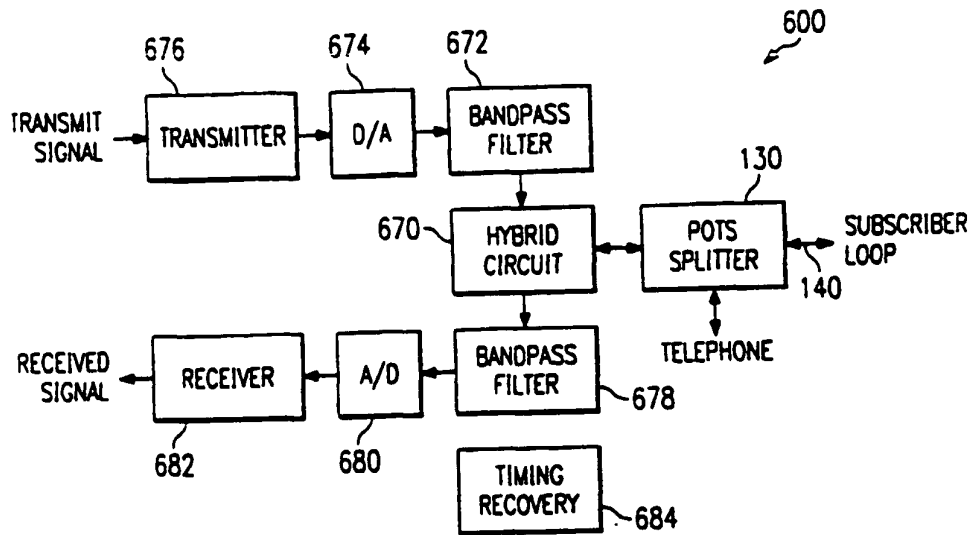 600
676
674
672
TRANSMIT
SIGNAL
TRANSMITTER
D/A
BANDPASS
FILTER
130
670
HYBRID
CIRCUIT
POTS
SPLITTER
SUBSCRIBER
LOOP
140
TELEPHONE
RECEIVED
SIGNAL
RECEIVER
A/D
BANDPASS
FILTER
678
682
680
TIMING
RECOVERY
684